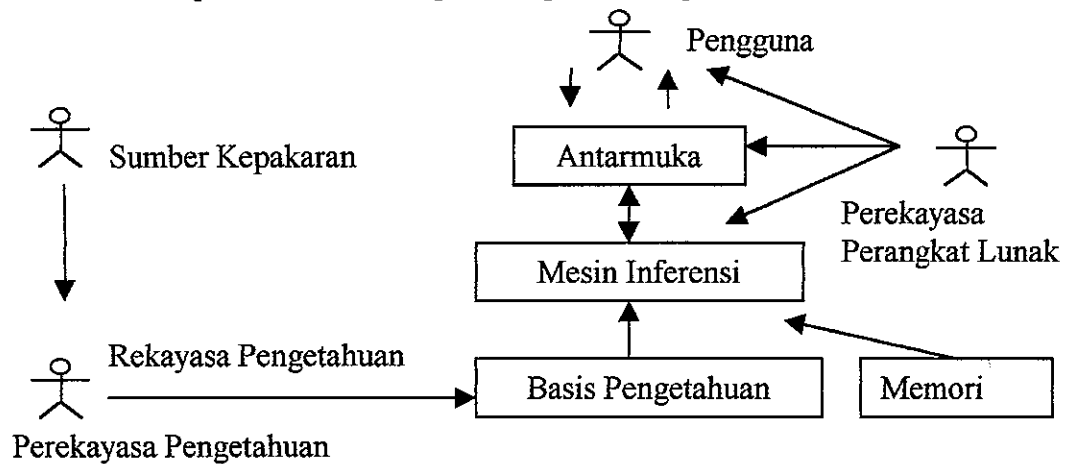 Pengguna
Sumber Kepakaran
Antarmuka
Perekayasa
Perangkat Lunak
Mesin Inferensi
Rekayasa Pengetahuan
Basis Pengetahuan
Memori
Perekayasa Pengetahuan